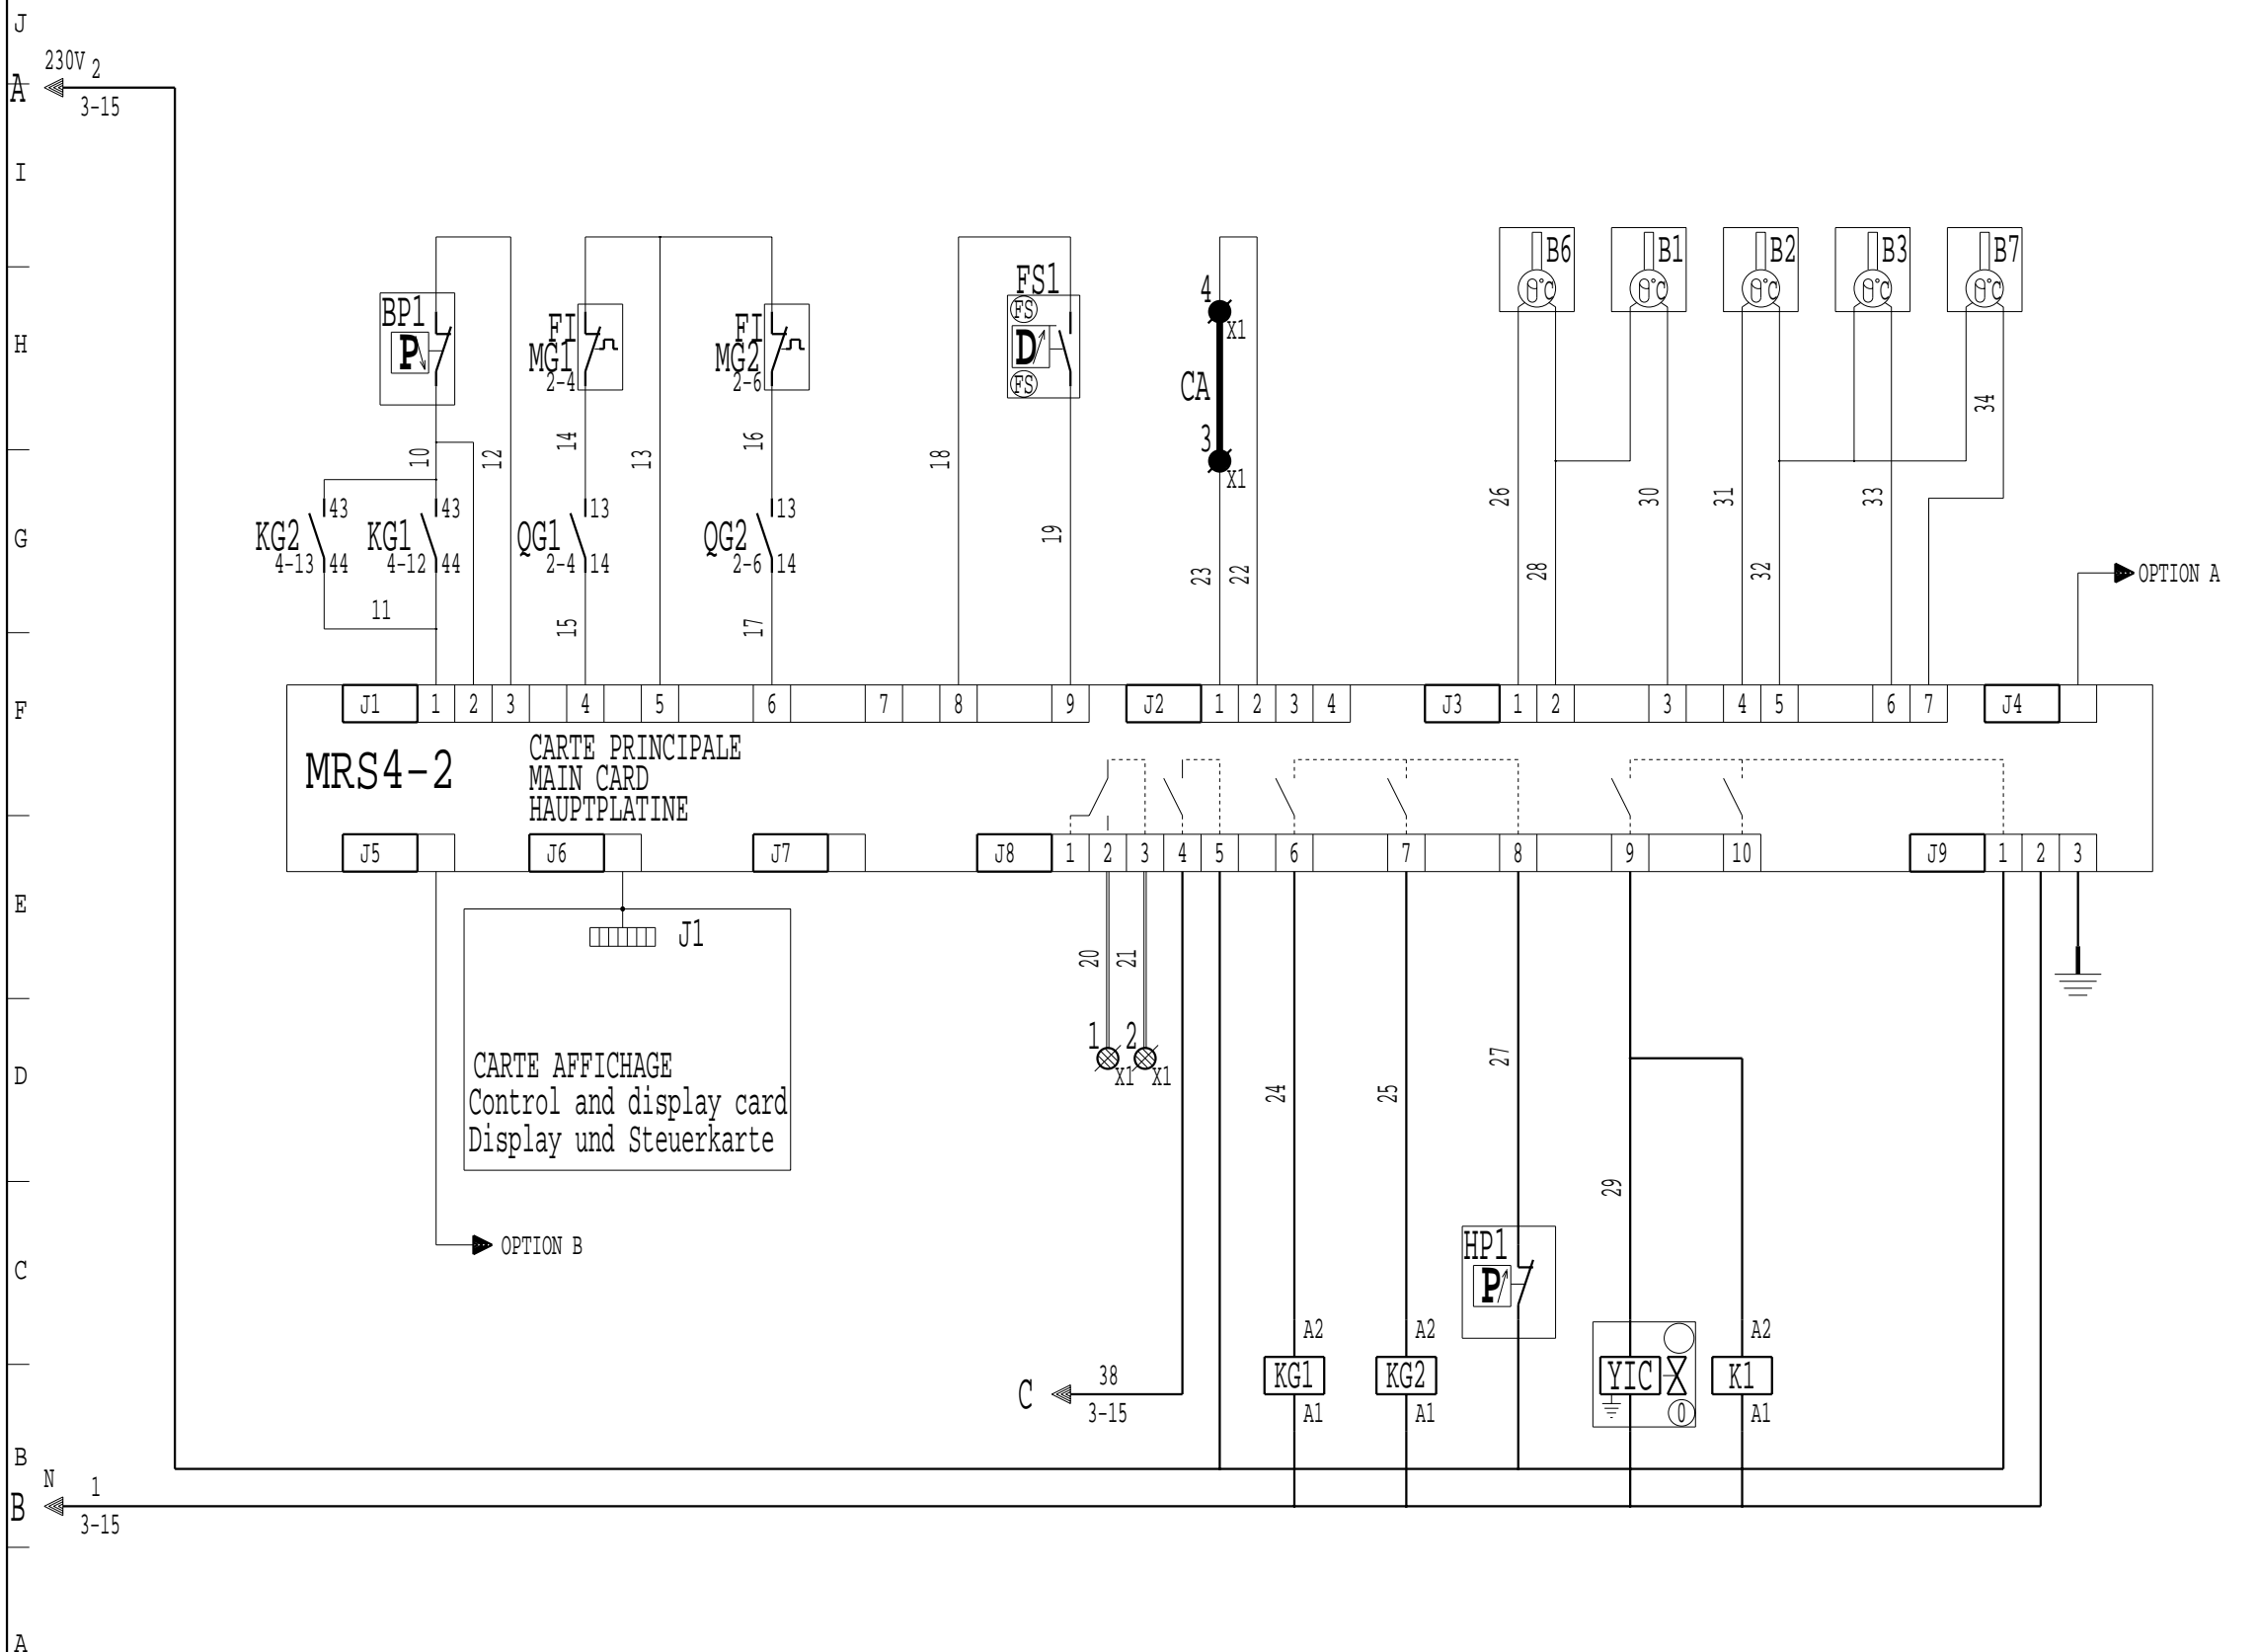 J
230V 2
A
3-15
I
B6 B1 B2 B3 B7
θ°C θ°C θ°C θ°C θ°C
FS1
FS
4
X1
BP1
P
FI
MG1
2-4
FI
MG2
2-6
D
FS
H
CA
3
X1
34
10 12 14 13 16 18
43 43 13 13
KG2 KG1 QG1 QG2
4-13 44 4-12 44 2-4 14 2-6 14
G
19
26 30 31 33
23 22 28 32
OPTION A
11
15 17
F
J1 1 2 3 4 5 6 7 8 9
J2 1 2 3 4
J3 1 2 3 4 5 6 7
J4
MRS4-2
CARTE PRINCIPALE
MAIN CARD
HAUPTPLATINE
J5 J6 J7
J8 1 2 3 4 5 6 7 8 9 10
J9 1 2 3
E
J1
20 21
1 2
X1 X1
D
CARTE AFFICHAGE
Control and display card
Display und Steuerkarte
24 25 27
29
OPTION B
C
HP1
P
A2 A2 A2
KG1 KG2 YIC K1
A1 A1 0 A1
C
38
3-15
B
N 1
B
3-15
A